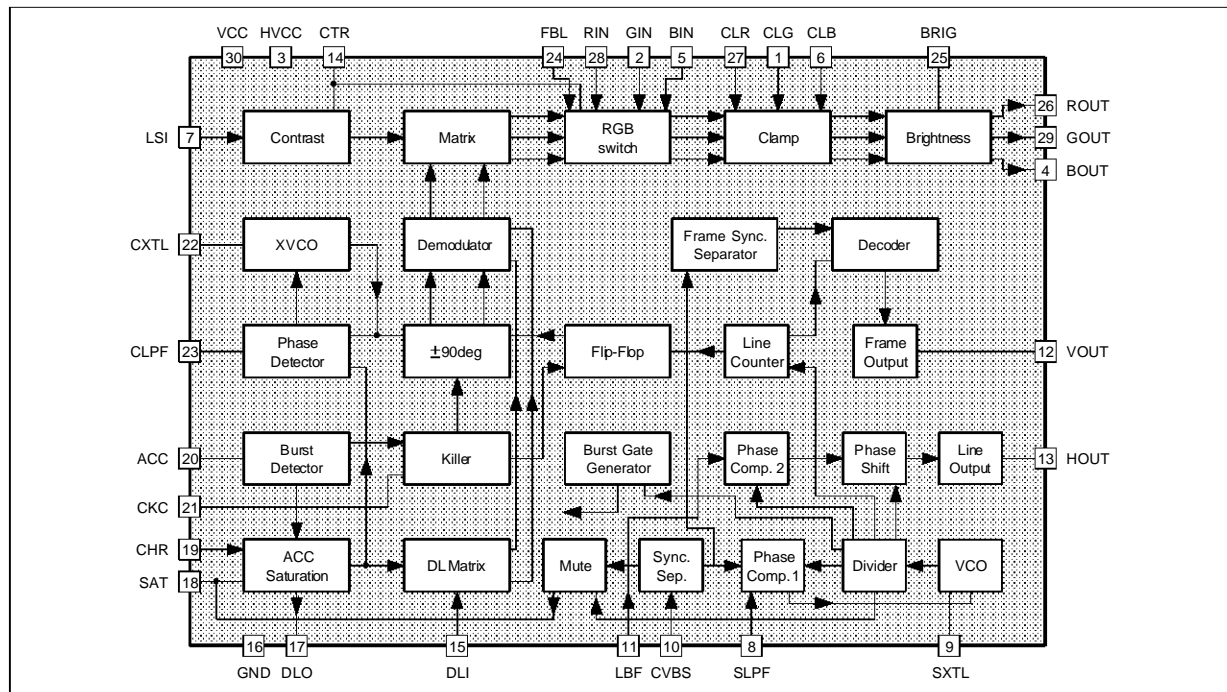 VCC HVCC CTR FBL RIN GIN BIN CLR CLG CLB BRIG
30 3 14 24 28 2 5 27 1 6 25
26 ROUT
LSI 7 Contrast Matrix RGB switch Clamp Brightness 29 GOUT
4 BOUT
CXTL 22 XVCO Demodulator Frame Sync. Separator Decoder
CLPF 23 Phase Detector ±90deg Flip-Flop Line Counter Frame Output 12 VOUT
ACC 20 Burst Detector Killer Burst Gate Generator Phase Comp. 2 Phase Shift Line Output 13 HOUT
CKC 21
CHR 19 ACC Saturation DL Matrix Mute Sync. Sep. Phase Comp.1 Divider VCO
SAT 18
16 17 15 11 10 8 9
GND DLO DLI LBF CVBS SLPF SXTL